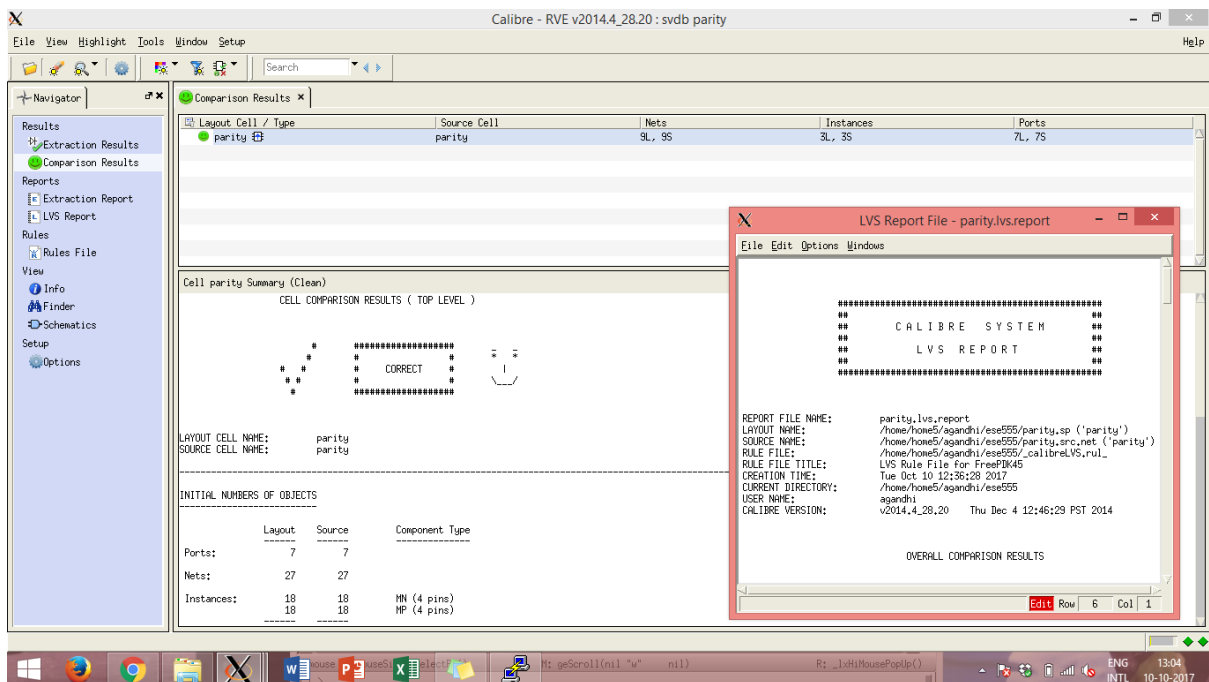 Calibre - RVE v2014.4_28.20 : svdb parity
File View Highlight Tools Window Setup Help
Search
Navigator
Comparison Results
Results
Extraction Results
Comparison Results
Reports
Extraction Report
LVS Report
Rules
Rules File
View
Info
Finder
Schematics
Setup
Options
Layout Cell / Type Source Cell Nets Instances Ports
parity parity 9L, 9S 3L, 3S 7L, 7S
Cell parity Summary (Clean)
CELL COMPARISON RESULTS ( TOP LEVEL )
# ##################### _ _
# # # * *
# # # CORRECT # |
# # # # \___/
# #####################
LAYOUT CELL NAME: parity
SOURCE CELL NAME: parity
INITIAL NUMBERS OF OBJECTS
Layout Source Component Type
Ports: 7 7
Nets: 27 27
Instances: 18 18 MN (4 pins)
18 18 MP (4 pins)
LVS Report File - parity.lvs.report
File Edit Options Windows
##################################################
## ##
## C A L I B R E S Y S T E M ##
## ##
## L V S R E P O R T ##
## ##
##################################################
REPORT FILE NAME: parity.lvs.report
LAYOUT NAME: /home/home5/agandhi/ese555/parity.sp ('parity')
SOURCE NAME: /home/home5/agandhi/ese555/parity.src.net ('parity')
RULE FILE: /home/home5/agandhi/ese555/_calibreLVS.rul_
RULE FILE TITLE: LVS Rule File for FreePDK45
CREATION TIME: Tue Oct 10 12:36:28 2017
CURRENT DIRECTORY: /home/home5/agandhi/ese555
USER NAME: agandhi
CALIBRE VERSION: v2014.4_28.20 Thu Dec 4 12:46:29 PST 2014
OVERALL COMPARISON RESULTS
Edit Row 6 Col 1
M: geScroll(nil "w" nil) R: _lxHiMousePopUp()
ENG 13:04
INTL 10-10-2017